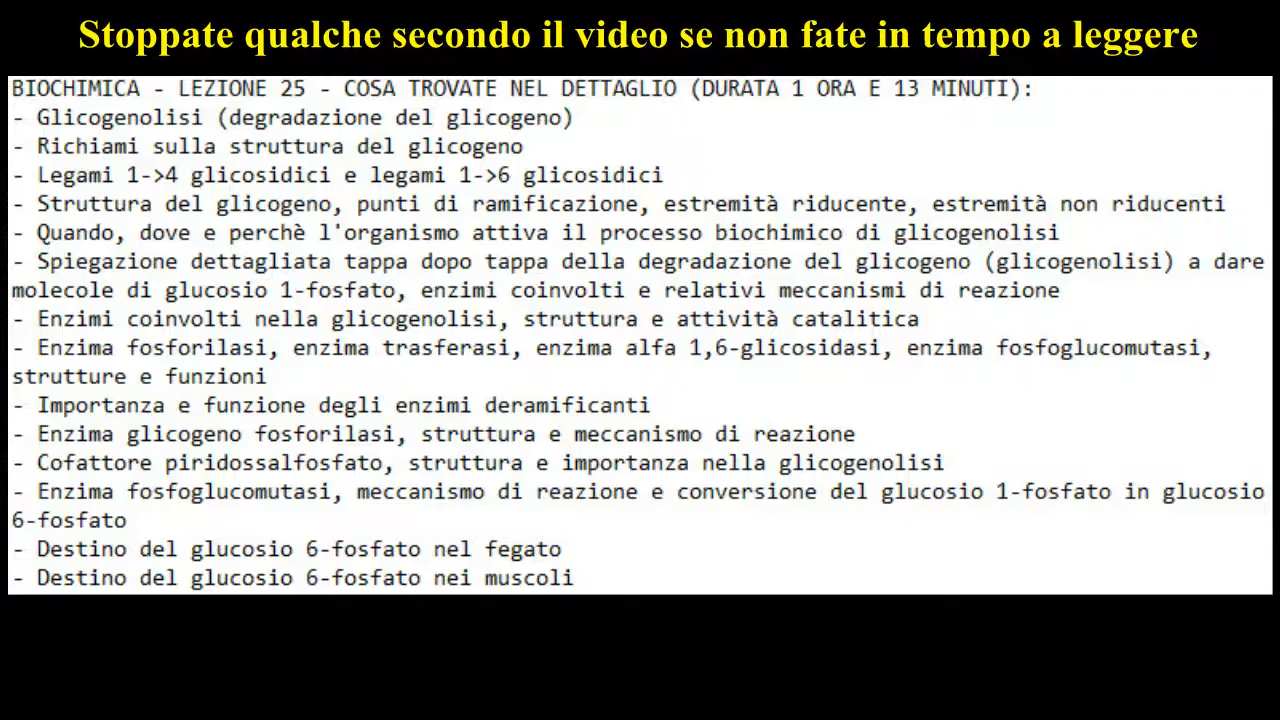 Stoppate qualche secondo il video se non fate in tempo a leggere
BIOCHIMICA - LEZIONE 25 - COSA TROVATE NEL DETTAGLIO (DURATA 1 ORA E 13 MINUTI):
- Glicogenolisi (degradazione del glicogeno)
- Richiami sulla struttura del glicogeno
- Legami 1->4 glicosidici e legami 1->6 glicosidici
- Struttura del glicogeno, punti di ramificazione, estremità riducente, estremità non riducenti
- Quando, dove e perchè l'organismo attiva il processo biochimico di glicogenolisi
- Spiegazione dettagliata tappa dopo tappa della degradazione del glicogeno (glicogenolisi) a dare
molecole di glucosio 1-fosfato, enzimi coinvolti e relativi meccanismi di reazione
- Enzimi coinvolti nella glicogenolisi, struttura e attività catalitica
- Enzima fosforilasi, enzima trasferasi, enzima alfa 1,6-glicosidasi, enzima fosfoglucomutasi,
strutture e funzioni
- Importanza e funzione degli enzimi deramificanti
- Enzima glicogeno fosforilasi, struttura e meccanismo di reazione
- Cofattore piridossalfosfato, struttura e importanza nella glicogenolisi
- Enzima fosfoglucomutasi, meccanismo di reazione e conversione del glucosio 1-fosfato in glucosio
6-fosfato
- Destino del glucosio 6-fosfato nel fegato
- Destino del glucosio 6-fosfato nei muscoli